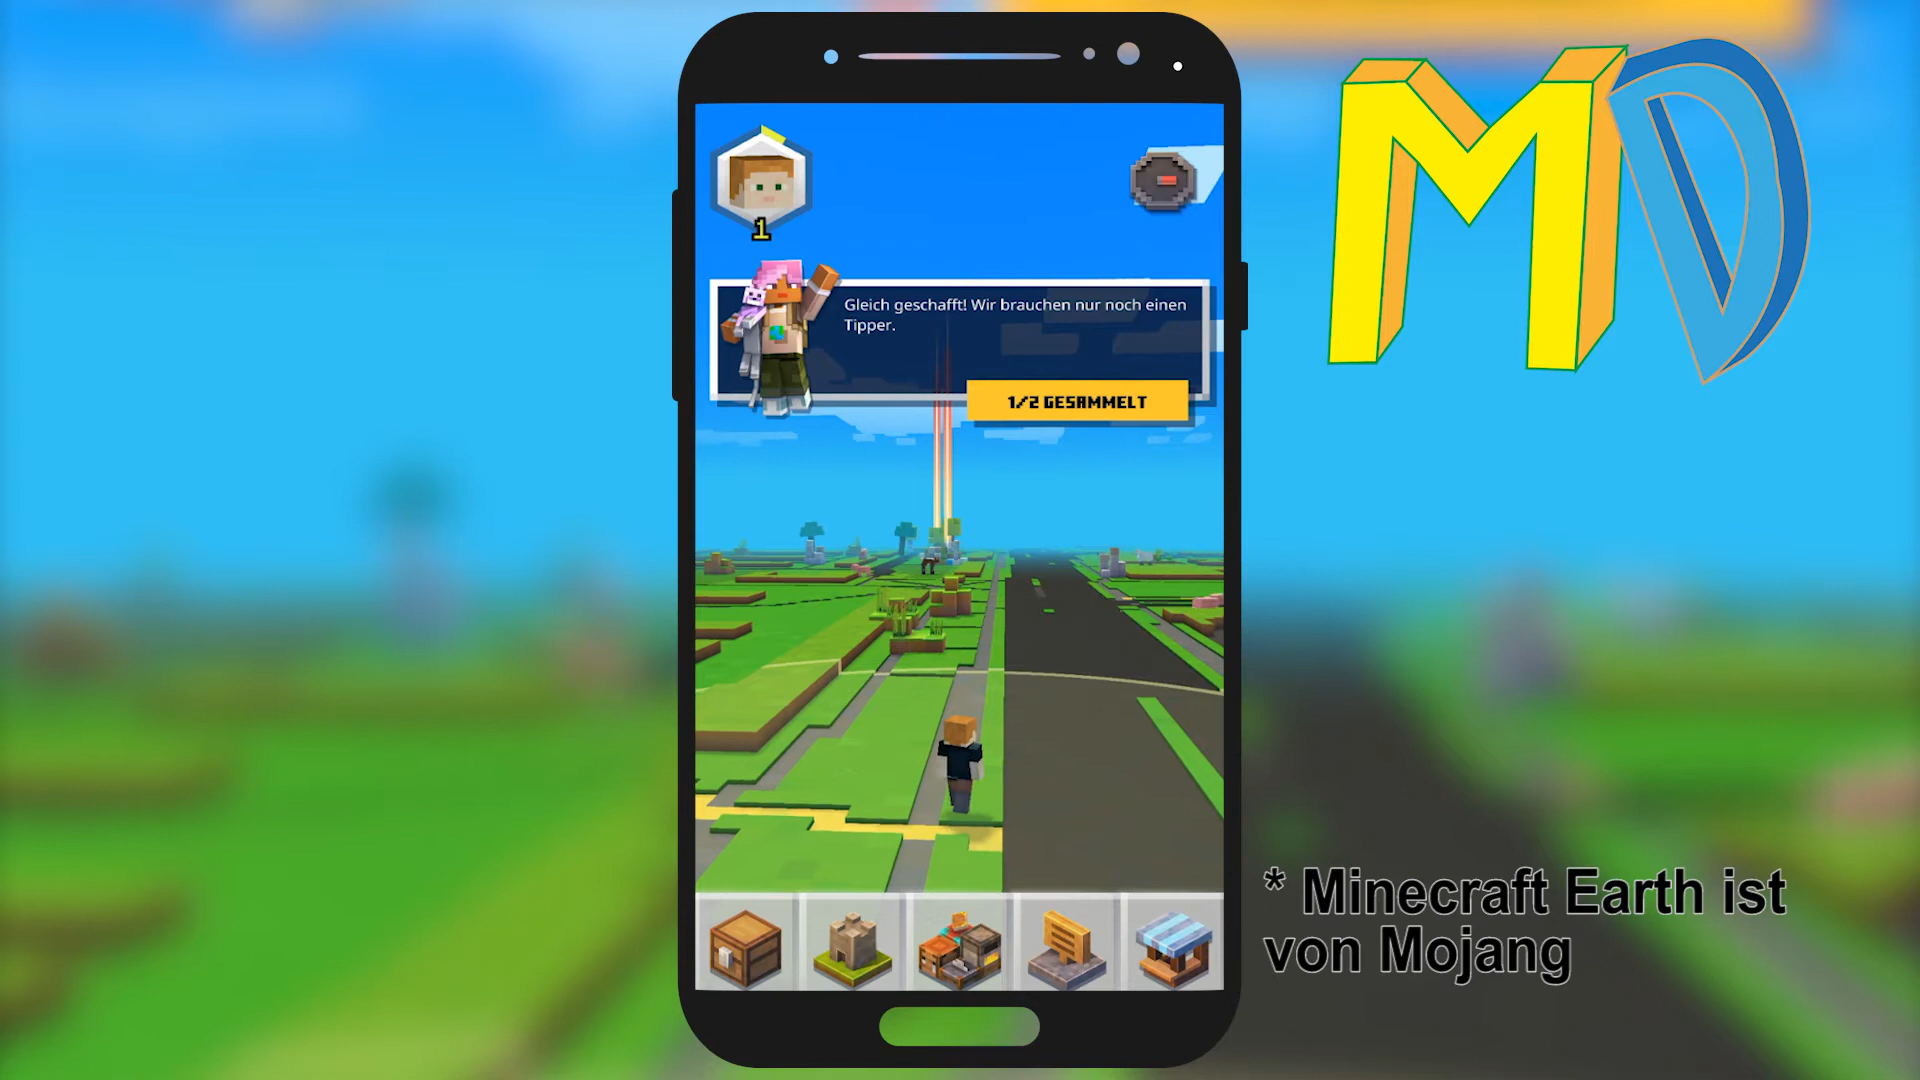 MD
1
Gleich geschafft! Wir brauchen nur noch einen
Tipper.
1/2 GESAMMELT
* Minecraft Earth ist
von Mojang